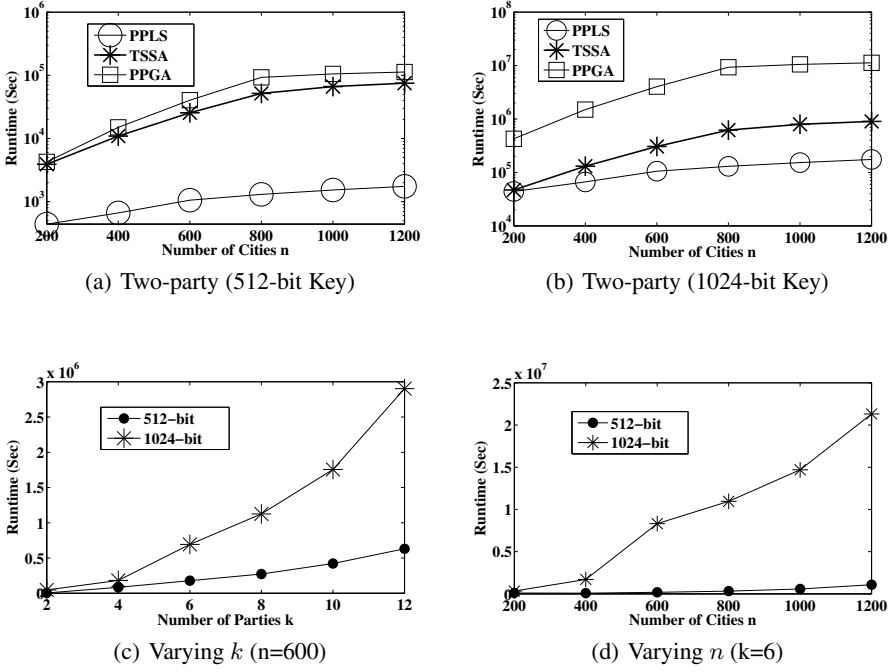 10^6
10^5
10^4
10^3
Runtime (Sec)
PPLS
TSSA
PPGA
200 400 600 800 1000 1200
Number of Cities n
(a) Two-party (512-bit Key)
10^8
10^7
10^6
10^5
10^4
Runtime (Sec)
PPLS
TSSA
PPGA
200 400 600 800 1000 1200
Number of Cities n
(b) Two-party (1024-bit Key)
x 10^6
3
2.5
2
1.5
1
0.5
0
Runtime (Sec)
512-bit
1024-bit
2 4 6 8 10 12
Number of Parties k
(c) Varying k (n=600)
x 10^7
2.5
2
1.5
1
0.5
0
Runtime (Sec)
512-bit
1024-bit
200 400 600 800 1000 1200
Number of Cities n
(d) Varying n (k=6)